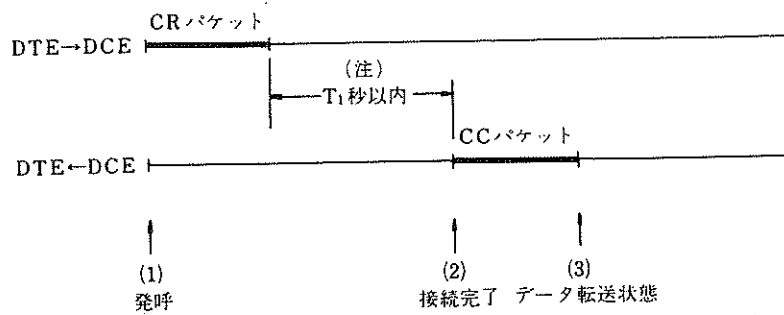 CRパケット
DTE→DCE
(注)
T₁秒以内
CCパケット
DTE←DCE
(1)
発呼
(2)
接続完了
(3)
データ転送状態